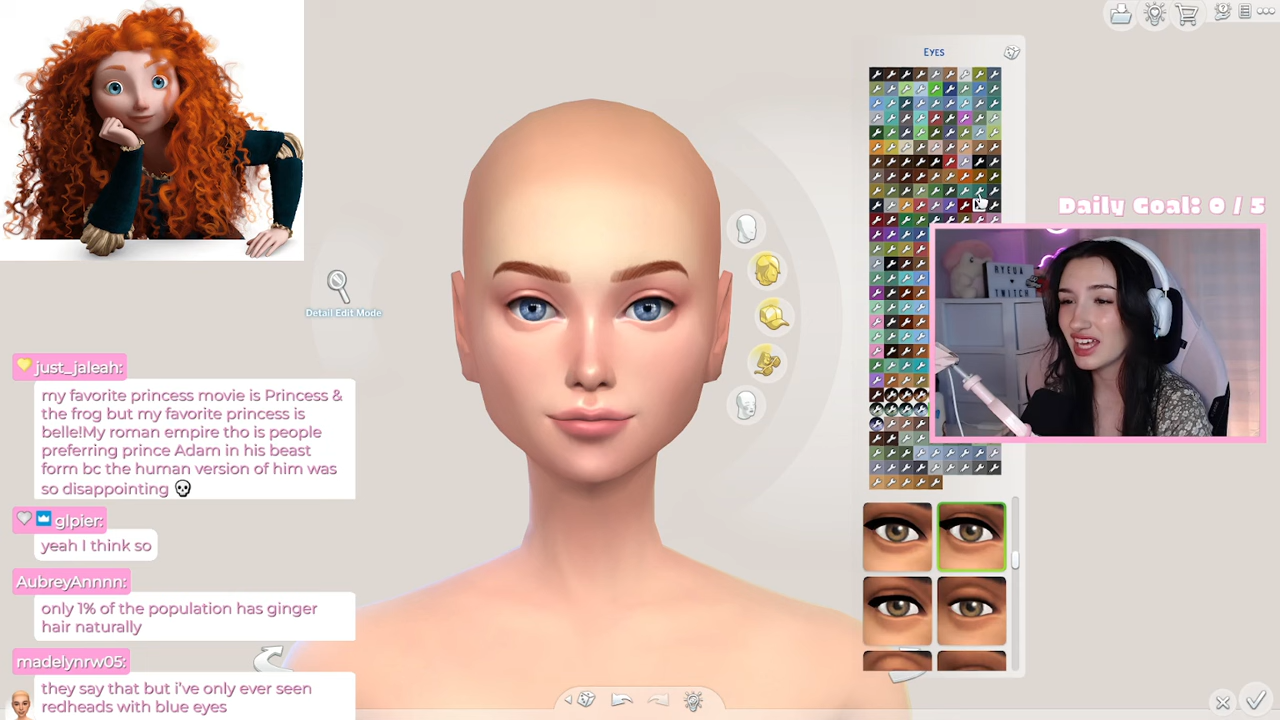 Eyes
Detail Edit Mode
Daily Goal: 0 / 5
TWITCH
just_jaleah:
my favorite princess movie is Princess &
the frog but my favorite princess is
belle!My roman empire tho is people
preferring prince Adam in his beast
form bc the human version of him was
so disappointing 💀
glpier:
yeah I think so
AubreyAnnnn:
only 1% of the population has ginger
hair naturally
madelynrw05:
they say that but i've only ever seen
redheads with blue eyes